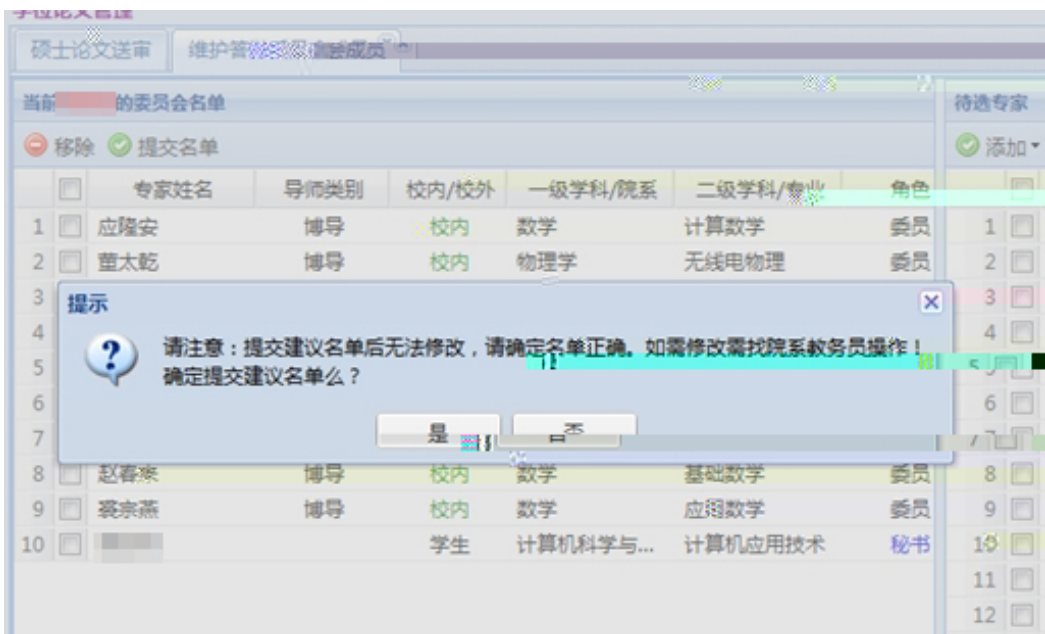 学位论文管理
硕士论文送审
当前 的委员会名单
待选专家
移除 提交名单
添加
专家姓名 导师类别 校内/校外 一级学科/院系 二级学科/专业 角色
1 应隆安 博导 校内 数学 计算数学 委员 1
2 董太乾 博导 校内 物理学 无线电物理 委员 2
3 提示 3
4 请注意：提交建议名单后无法修改，请确定名单正确。如需修改需找院系教务员操作！ 4
5 确定提交建议名单么？ 5
6 6
7 是 否 7
8 博导 校内 数学 基础数学 委员 8
9 裘宗燕 博导 校内 数学 应用数学 委员 9
10 学生 计算机科学与... 计算机应用技术 秘书 10
11
12